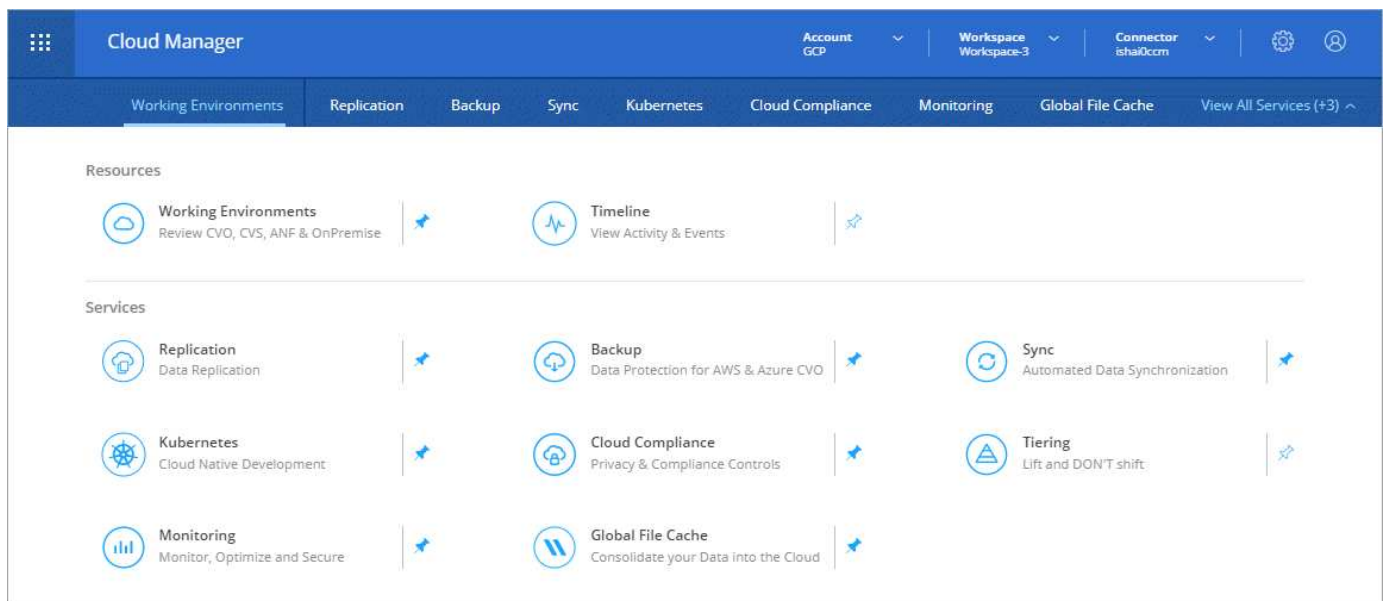 Cloud Manager
Account
GCP
Workspace
Workspace-3
Connector
ishai0ccm
Working Environments Replication Backup Sync Kubernetes Cloud Compliance Monitoring Global File Cache View All Services (+3)
Resources
Working Environments
Review CVO, CVS, ANF & OnPremise
Timeline
View Activity & Events
Services
Replication
Data Replication
Backup
Data Protection for AWS & Azure CVO
Sync
Automated Data Synchronization
Kubernetes
Cloud Native Development
Cloud Compliance
Privacy & Compliance Controls
Tiering
Lift and DON'T shift
Monitoring
Monitor, Optimize and Secure
Global File Cache
Consolidate your Data into the Cloud